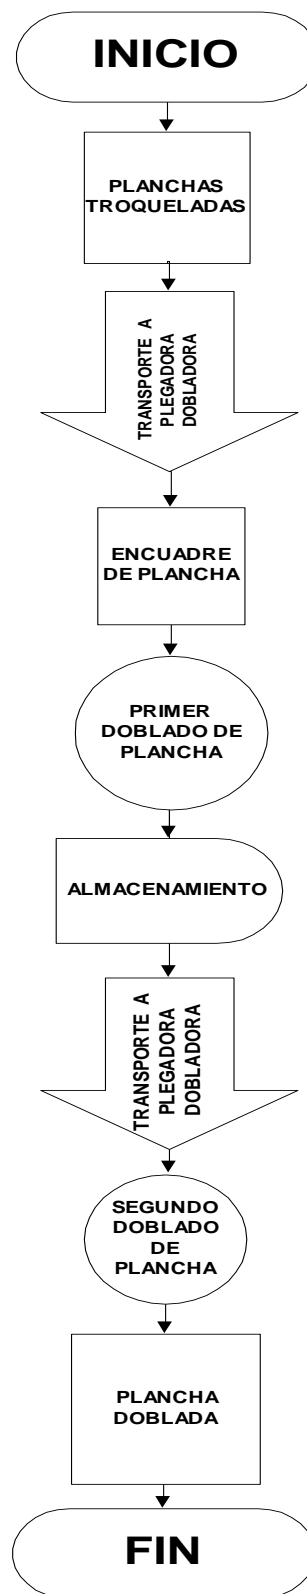 INICIO
PLANCHAS
TROQUELADAS
TRANSPORTE A
PLEGADORA
DOBLADORA
ENCUADRE
DE PLANCHA
PRIMER
DOBLADO DE
PLANCHA
ALMACENAMIENTO
TRANSPORTE A
PLEGADORA
DOBLADORA
SEGUNDO
DOBLADO
DE
PLANCHA
PLANCHA
DOBLADA
FIN